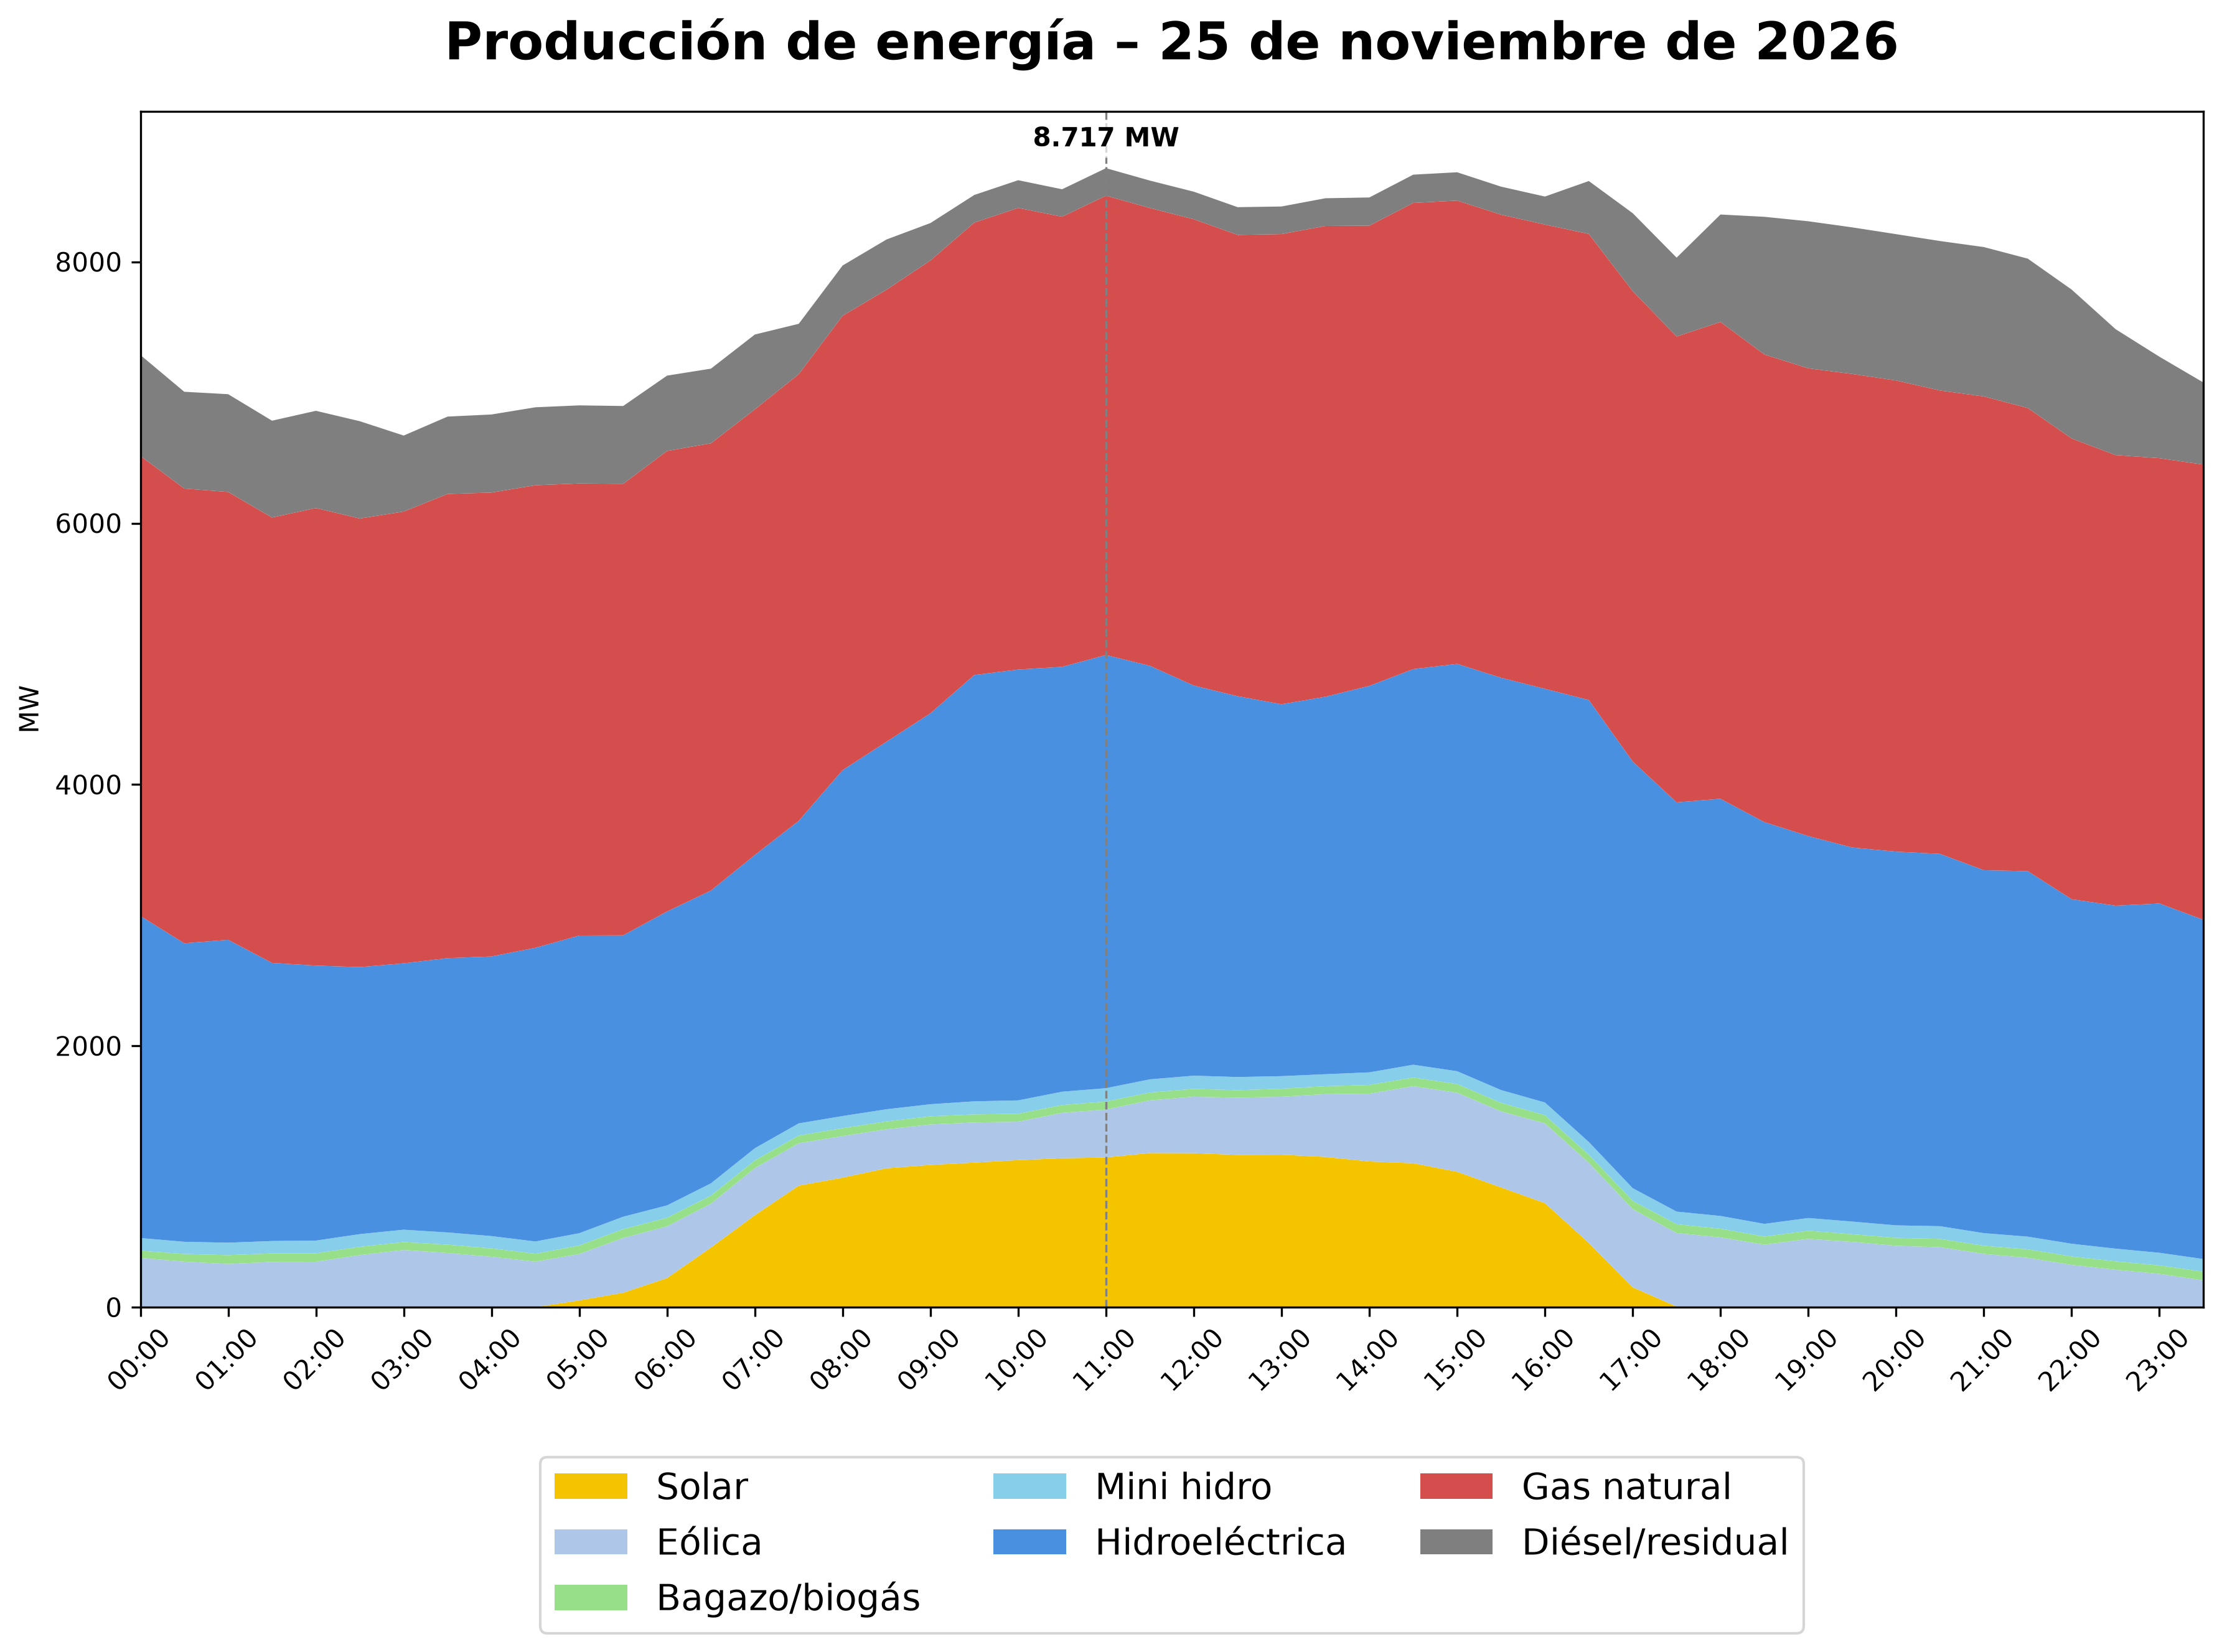 Producción de energía – 25 de noviembre de 2026
8.717 MW
MW
8000
6000
4000
2000
0
00:00
01:00
02:00
03:00
04:00
05:00
06:00
07:00
08:00
09:00
10:00
11:00
12:00
13:00
14:00
15:00
16:00
17:00
18:00
19:00
20:00
21:00
22:00
23:00
Solar
Eólica
Bagazo/biogás
Mini hidro
Hidroeléctrica
Gas natural
Diésel/residual